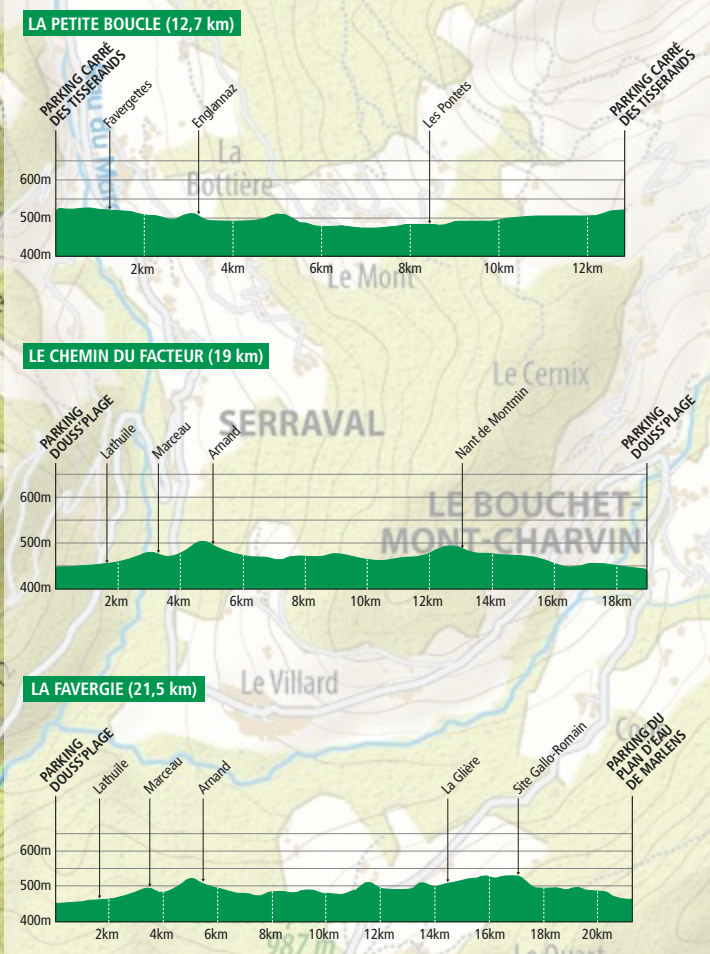 LA PETITE BOUCLE (12,7 km)
PARKING CARRÉ
DES TISSERANDS
Favergettes
Englannaz
Les Pontets
PARKING CARRÉ
DES TISSERANDS
La
Bottière
600m
500m
400m
2km
4km
6km
8km
10km
12km
Le Mont
LE CHEMIN DU FACTEUR (19 km)
Le Cernix
PARKING
DOUSS'PLAGE
Lathuile
Marceau
Arnand
SERRAVAL
Nant de Montmin
PARKING
DOUSS'PLAGE
600m
500m
400m
LE BOUCHET-
MONT-CHARVIN
2km
4km
6km
8km
10km
12km
14km
16km
18km
Le Villard
LA FAVERGIE (21,5 km)
PARKING
DOUSS'PLAGE
Lathuile
Marceau
Arnand
La Glière
Site Gallo-Romain
PARKING DU
PLAN D'EAU
DE MARLENS
600m
500m
400m
2km
4km
6km
8km
10km
12km
14km
16km
18km
20km
987 m